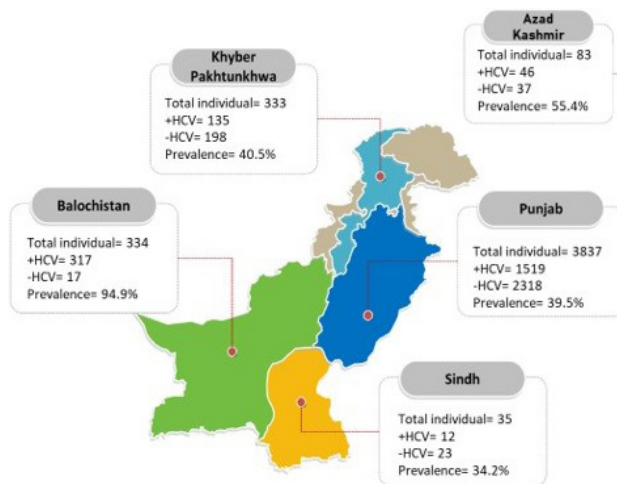 Azad
Kashmir
Total individual= 83
+HCV= 46
-HCV= 37
Prevalence= 55.4%
Khyber
Pakhtunkhwa
Total individual= 333
+HCV= 135
-HCV= 198
Prevalence= 40.5%
Balochistan
Total individual= 334
+HCV= 317
-HCV= 17
Prevalence= 94.9%
Punjab
Total individual= 3837
+HCV= 1519
-HCV= 2318
Prevalence= 39.5%
Sindh
Total individual= 35
+HCV= 12
-HCV= 23
Prevalence= 34.2%